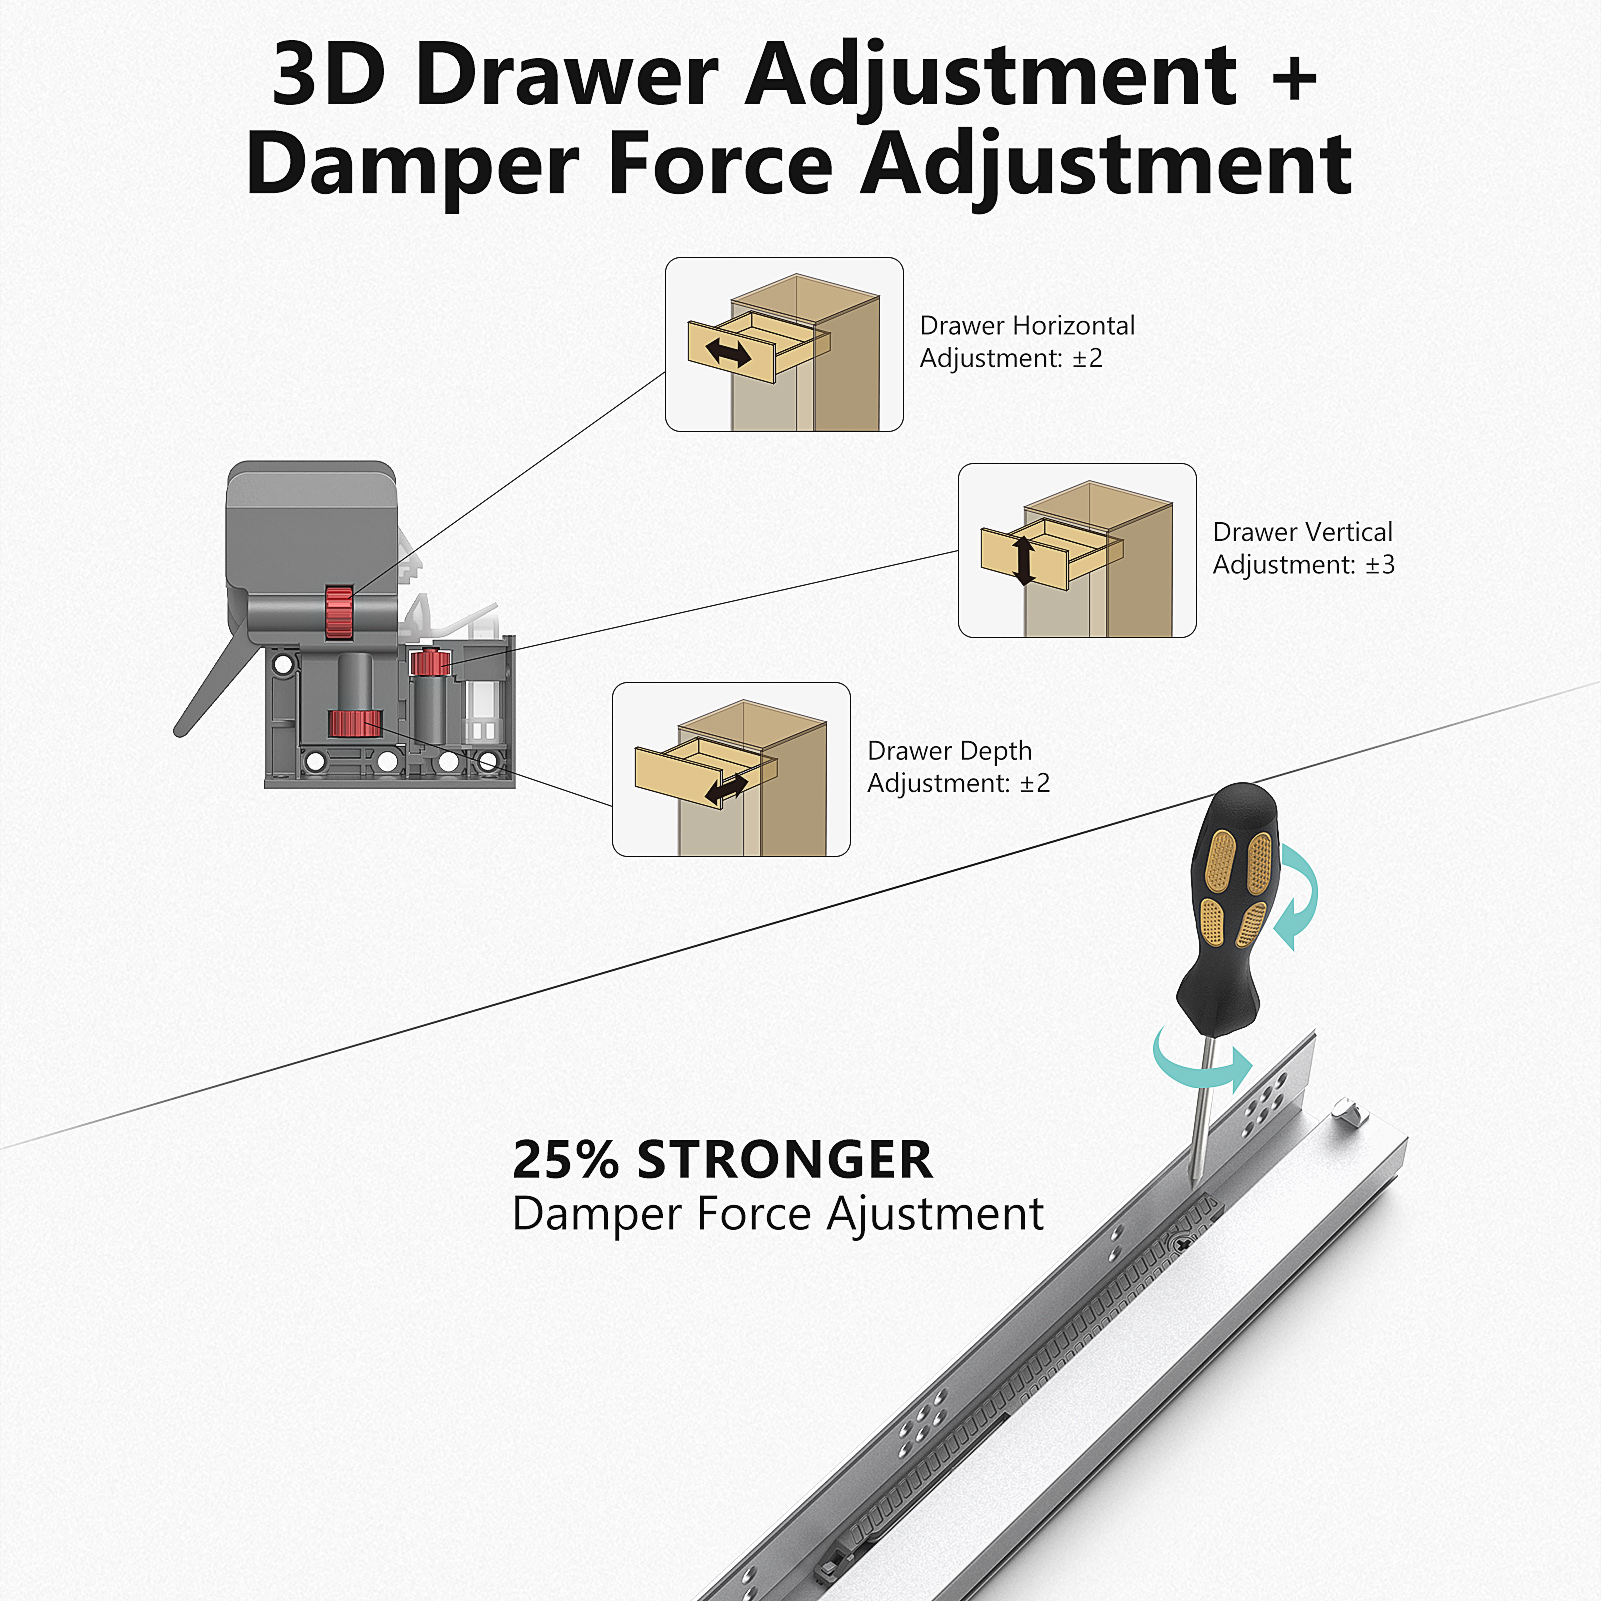 3D Drawer Adjustment +
Damper Force Adjustment
Drawer Horizontal
Adjustment: ±2
Drawer Vertical
Adjustment: ±3
Drawer Depth
Adjustment: ±2
25% STRONGER
Damper Force Ajustment